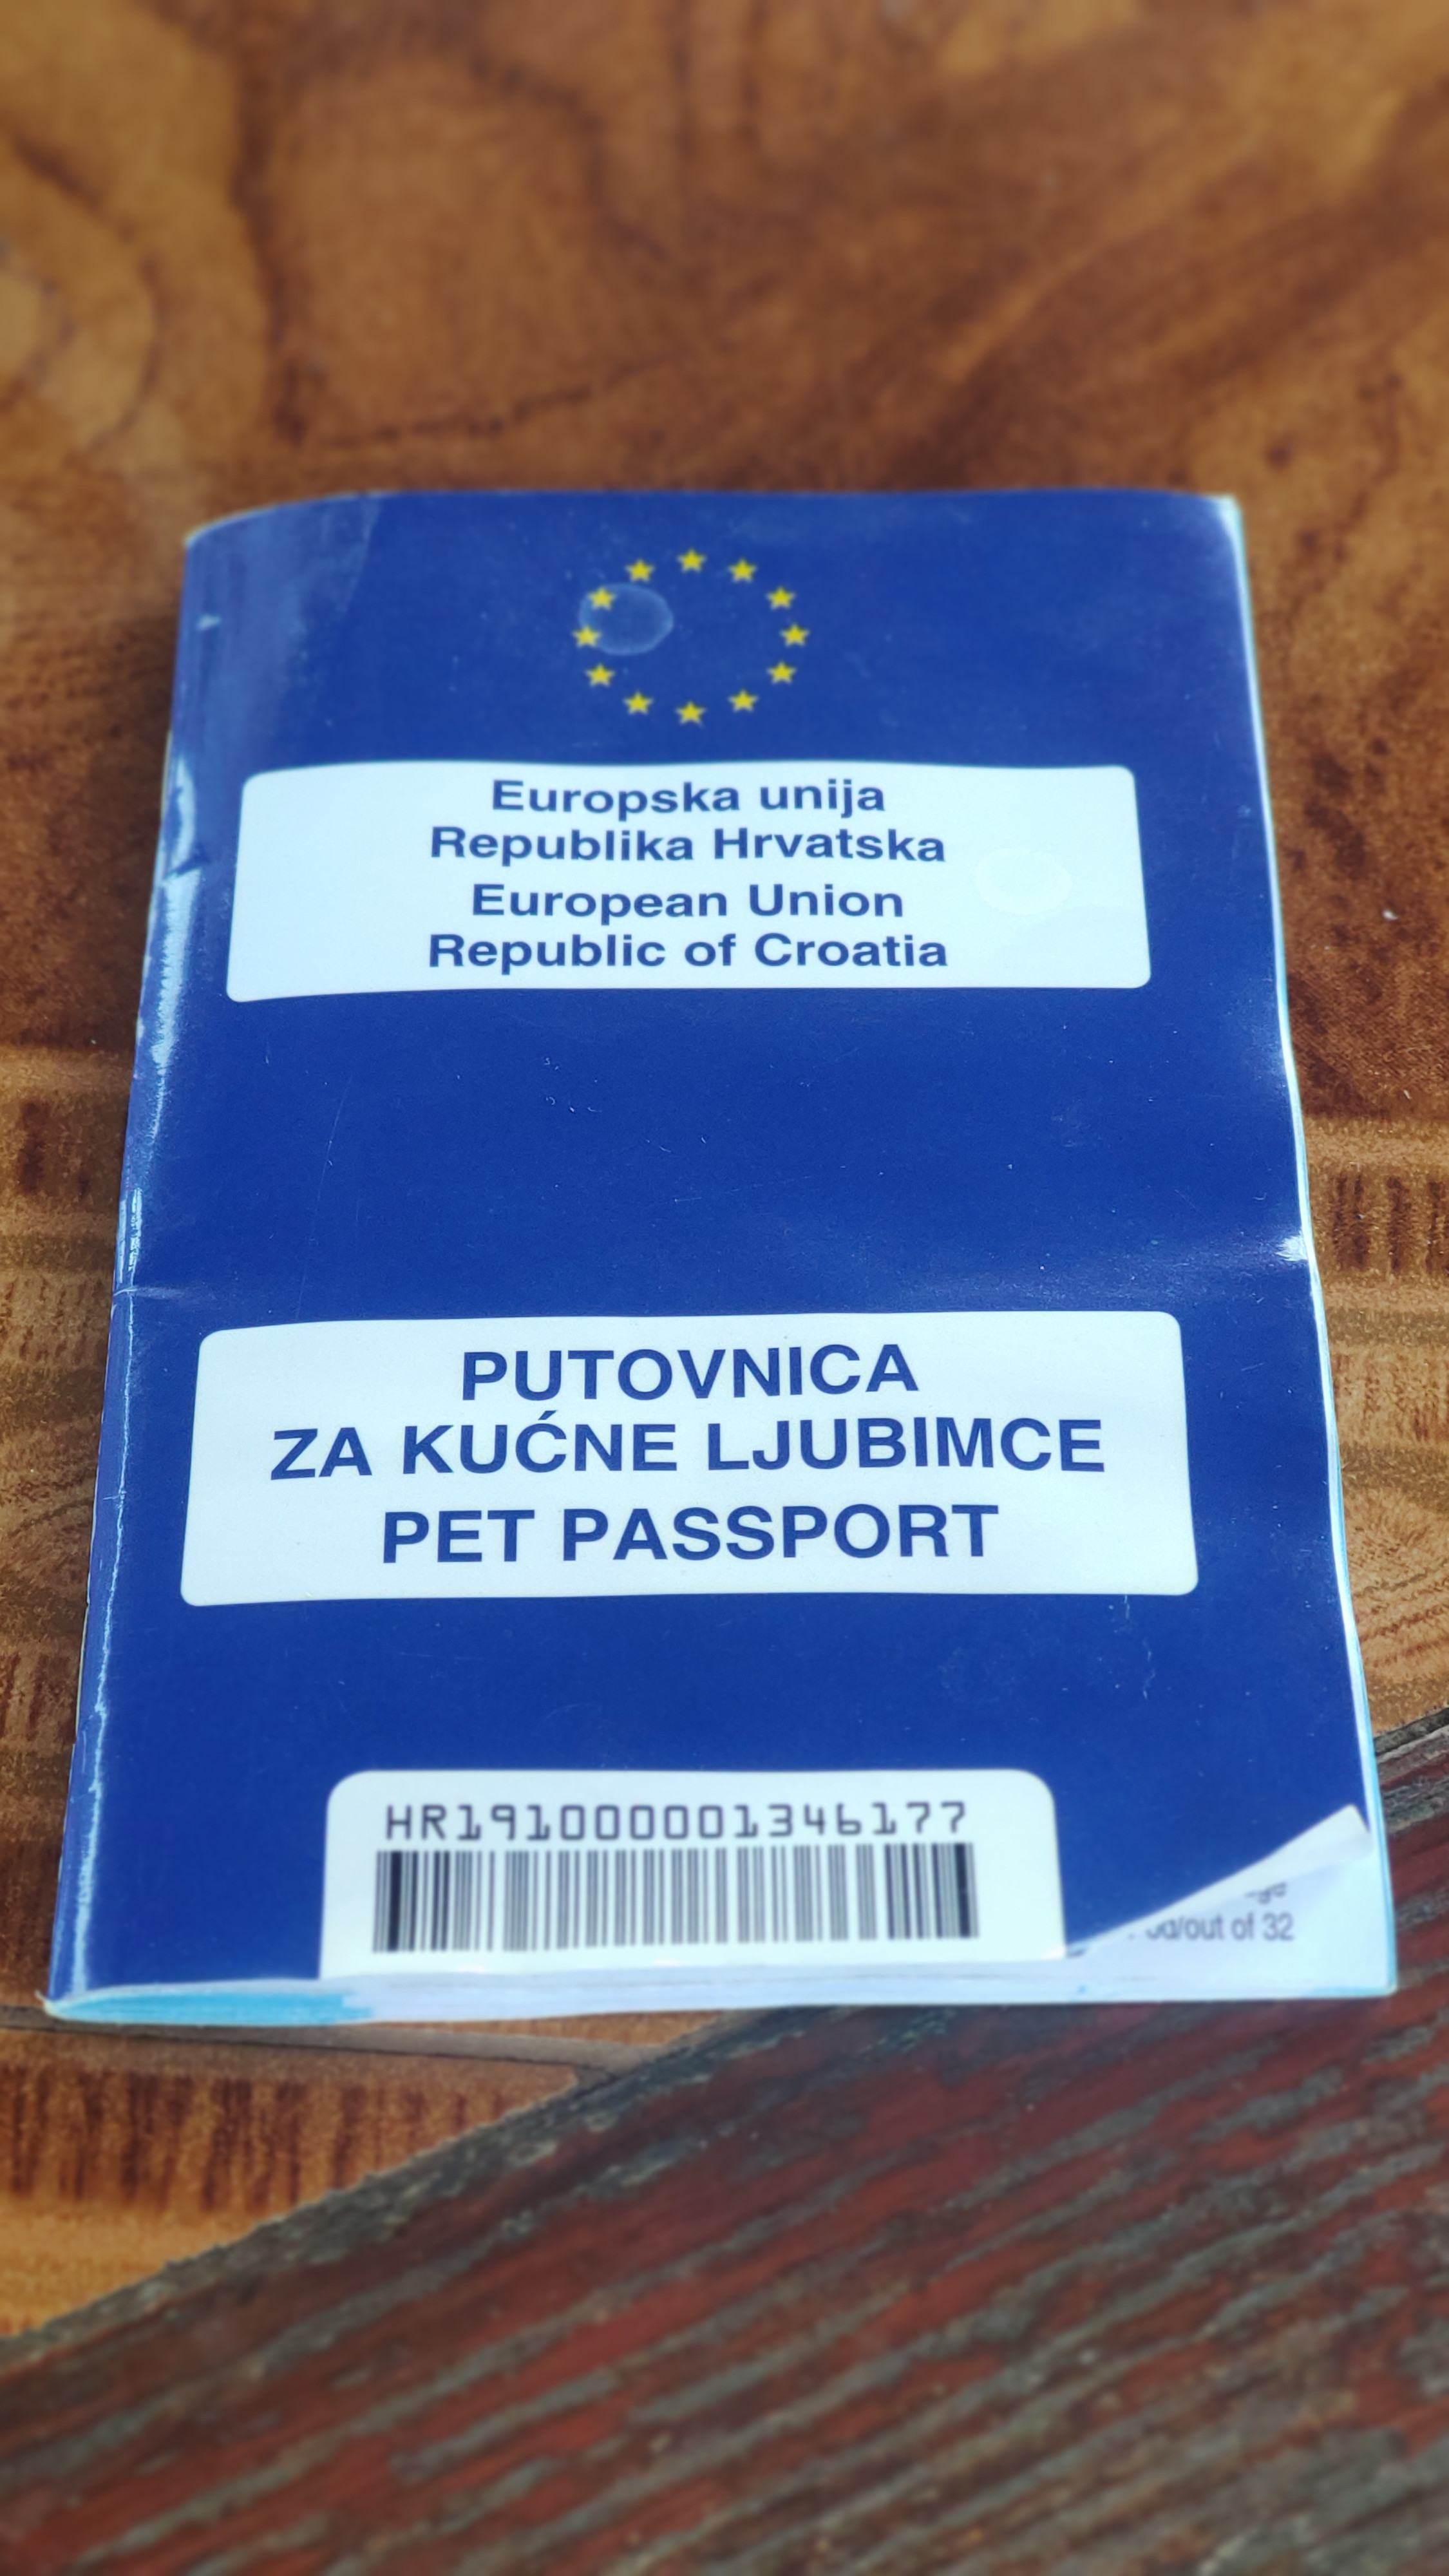 Europska unija
Republika Hrvatska
European Union
Republic of Croatia
PUTOVNICA
ZA KUĆNE LJUBIMCE
PET PASSPORT
HR191000001346177
od/out of 32